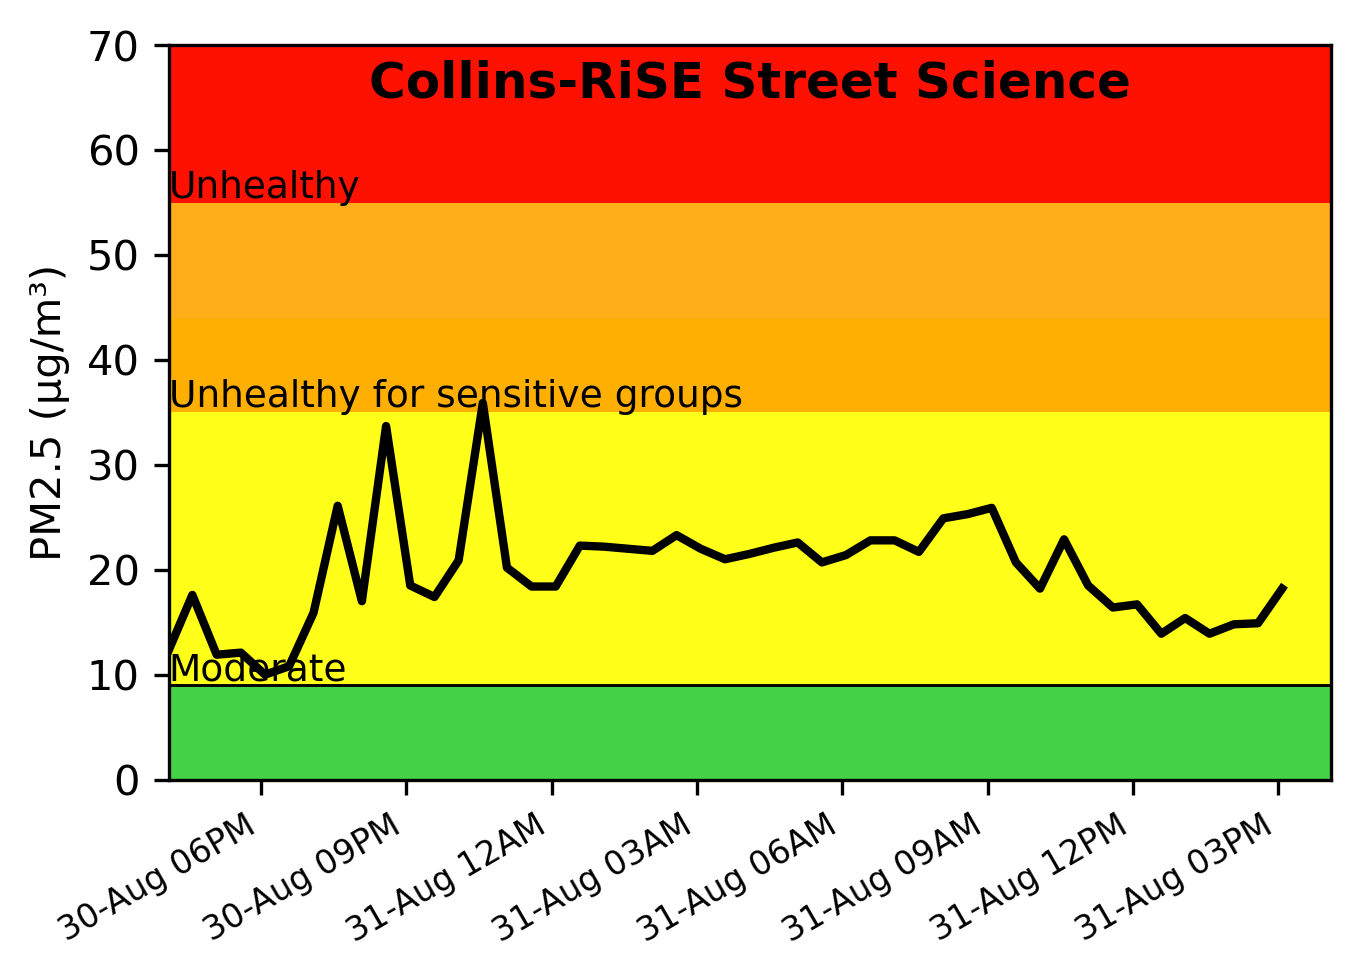 Collins-RiSE Street Science
70
60
50
40
30
20
10
0
PM2.5 (µg/m³)
Unhealthy
Unhealthy for sensitive groups
Moderate
30-Aug 06PM
30-Aug 09PM
31-Aug 12AM
31-Aug 03AM
31-Aug 06AM
31-Aug 09AM
31-Aug 12PM
31-Aug 03PM